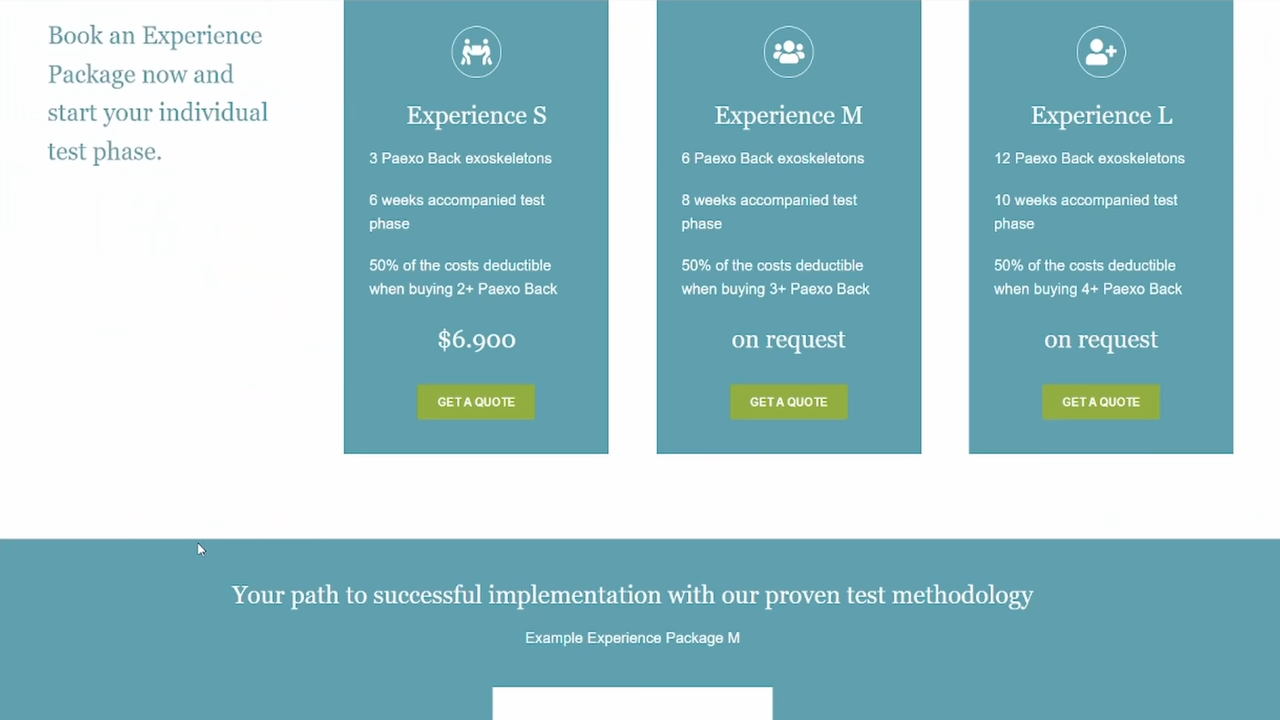 Book an Experience
Package now and
start your individual
test phase.
Experience S
3 Paexo Back exoskeletons
6 weeks accompanied test
phase
50% of the costs deductible
when buying 2+ Paexo Back
$6.900
GET A QUOTE
Experience M
6 Paexo Back exoskeletons
8 weeks accompanied test
phase
50% of the costs deductible
when buying 3+ Paexo Back
on request
GET A QUOTE
Experience L
12 Paexo Back exoskeletons
10 weeks accompanied test
phase
50% of the costs deductible
when buying 4+ Paexo Back
on request
GET A QUOTE
Your path to successful implementation with our proven test methodology
Example Experience Package M